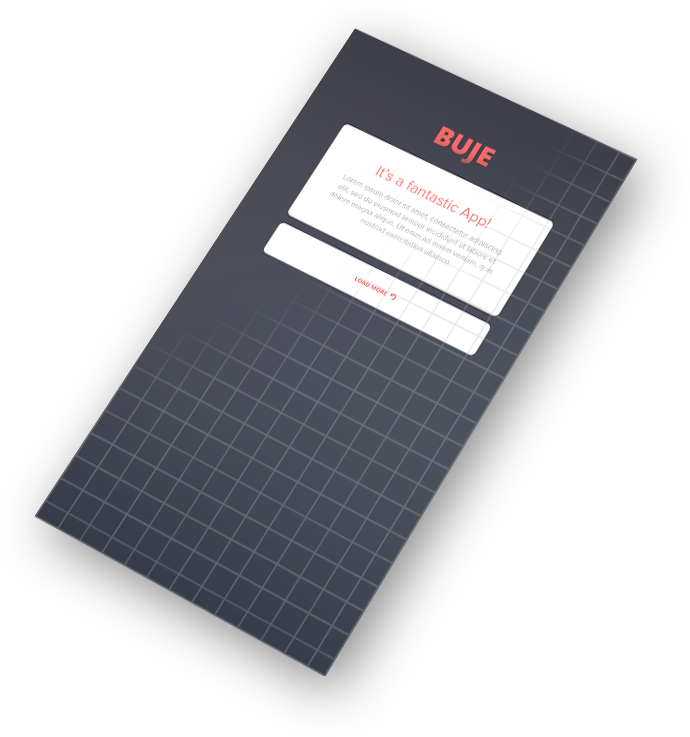 BUJE
It's a fantastic App!
Lorem ipsum dolor sit amet, consectetur adipiscing
elit, sed do eiusmod tempor incididunt ut labore et
dolore magna aliqua. Ut enim ad minim veniam, quis
nostrud exercitation ullamco.
LOAD MORE